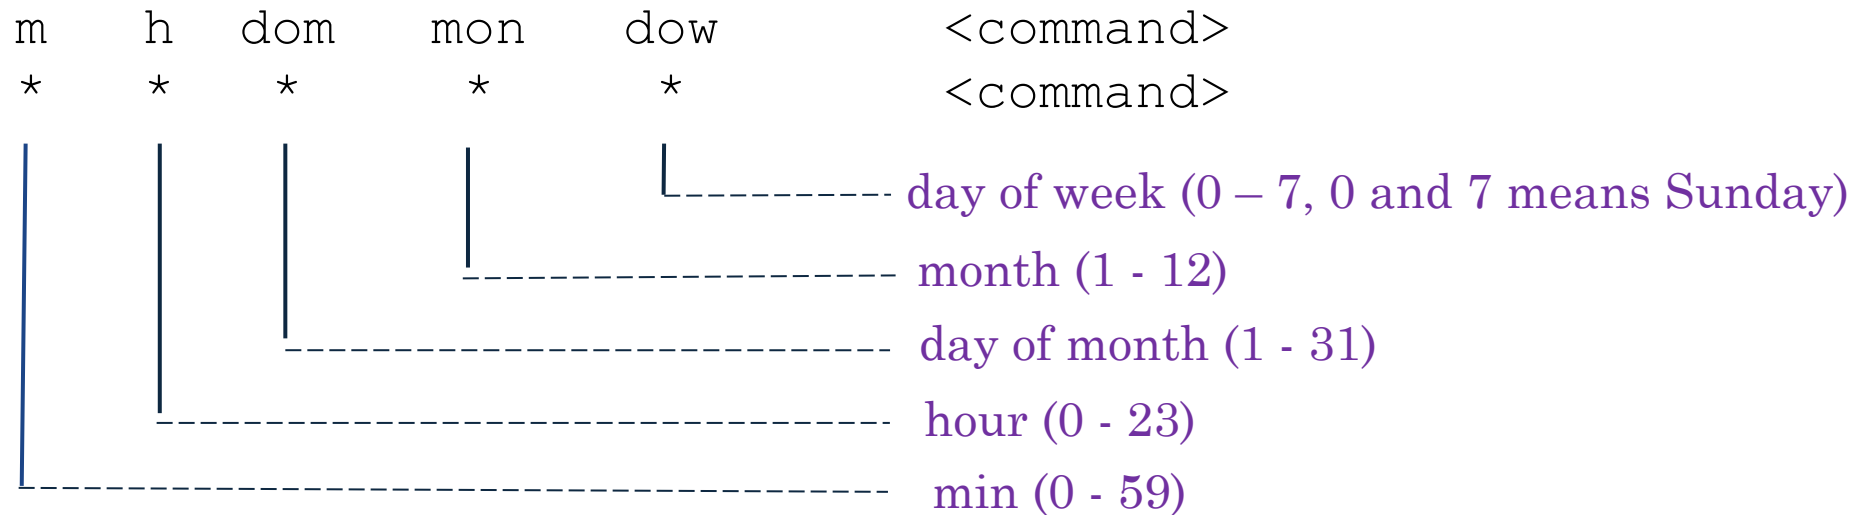 m h dom mon dow <command>
* * * * * <command>
day of week (0 – 7, 0 and 7 means Sunday)
month (1 - 12)
day of month (1 - 31)
hour (0 - 23)
min (0 - 59)